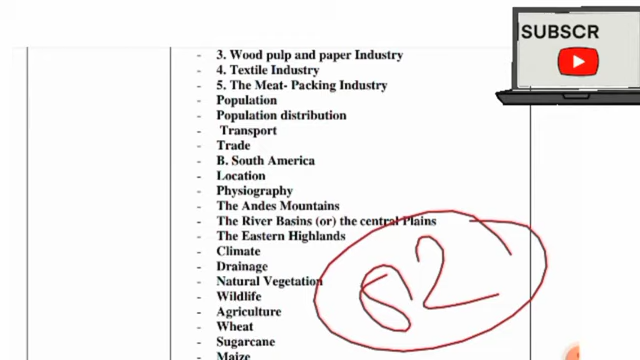 SUBSCR
- 3. Wood pulp and paper Industry
- 4. Textile Industry
- 5. The Meat- Packing Industry
- Population
- Population distribution
- Transport
- Trade
- B. South America
- Location
- Physiography
- The Andes Mountains
- The River Basins (or) the central Plains
- The Eastern Highlands
- Climate
- Drainage
- Natural Vegetation
- Wildlife
- Agriculture
- Wheat
- Sugarcane
- Maize
82